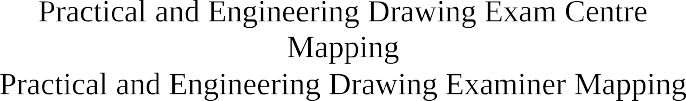 Practical and Engineering Drawing Exam Centre
Mapping
Practical and Engineering Drawing Examiner Mapping